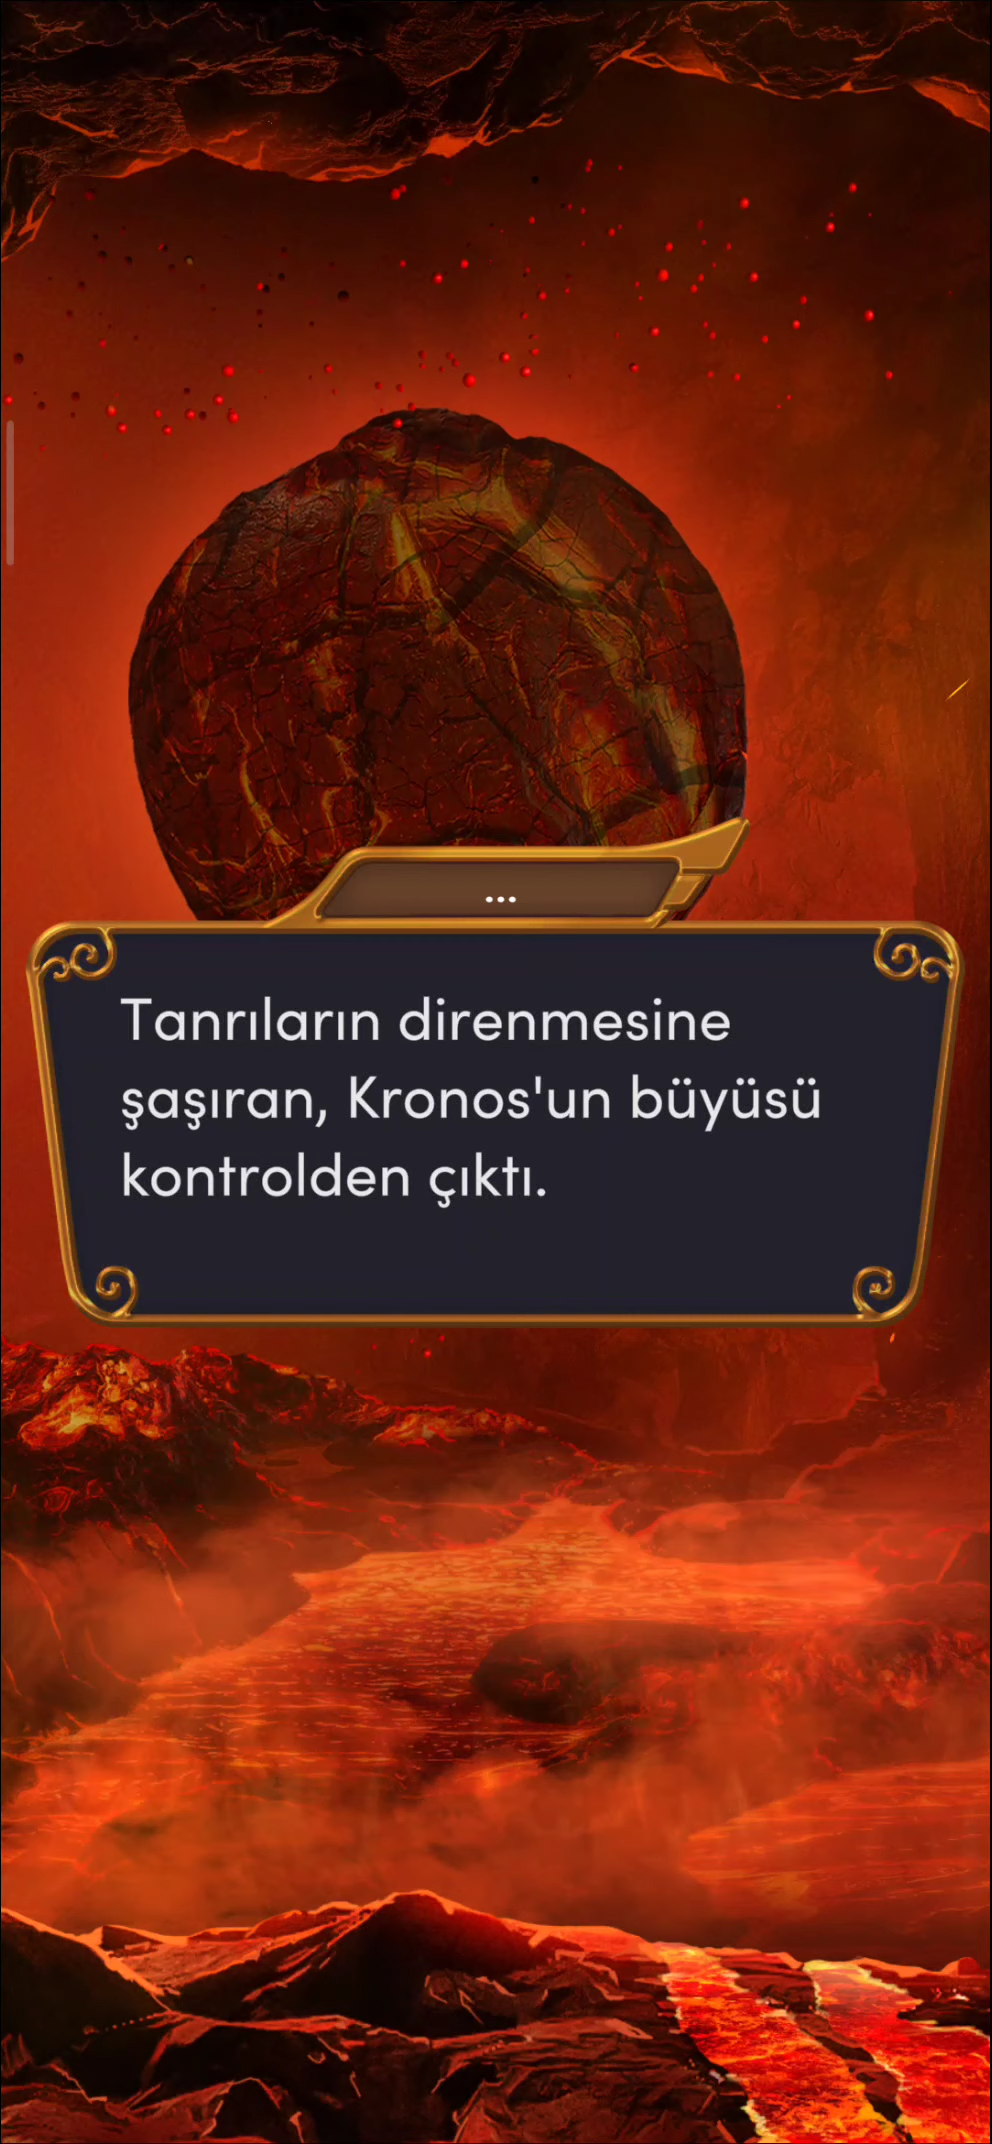 ...
Tanrıların direnmesine
şaşıran, Kronos'un büyüsü
kontrolden çıktı.